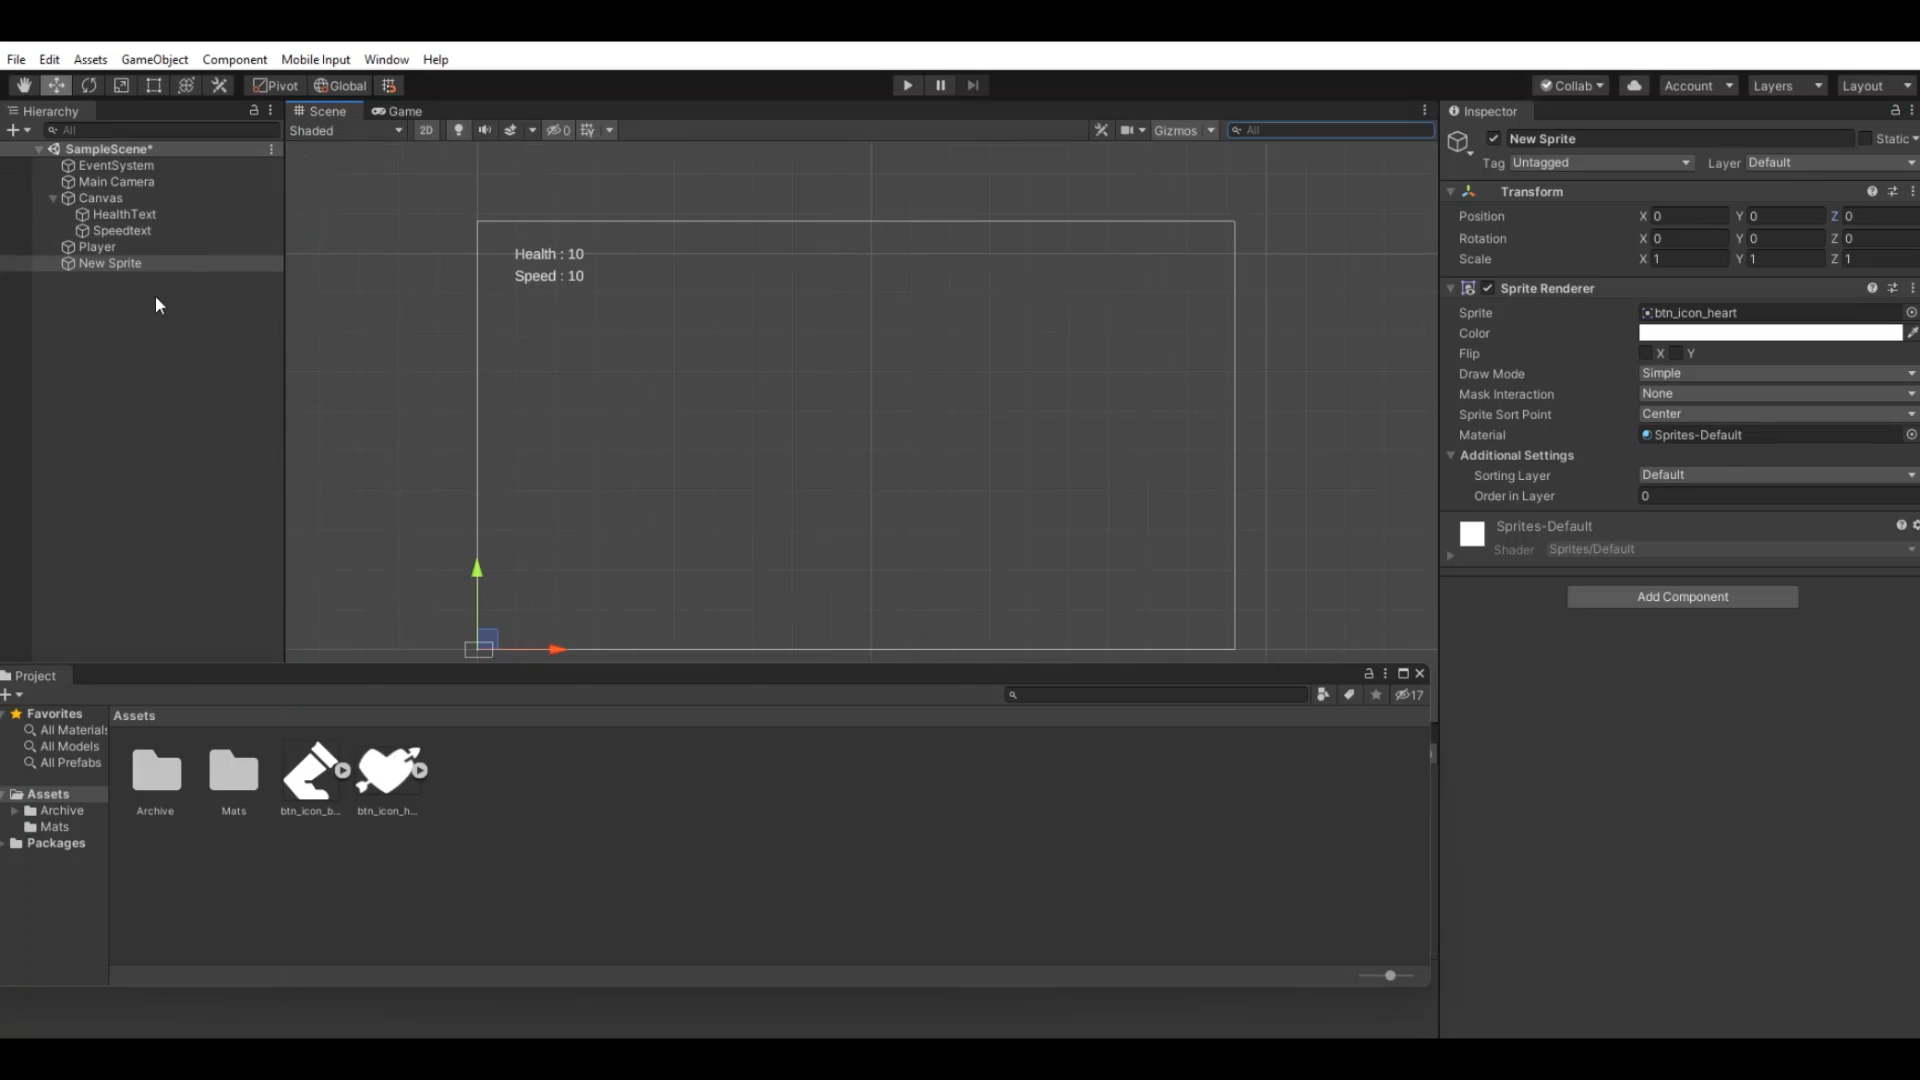 File Edit Assets GameObject Component Mobile Input Window Help
Pivot Global Collab Account Layers Layout
Hierarchy
All
SampleScene*
EventSystem
Main Camera
Canvas
HealthText
Speedtext
Player
New Sprite
Scene Game
Shaded 2D 0 Gizmos All
Health : 10
Speed : 10
Inspector
New Sprite Static
Tag Untagged Layer Default
Transform
Position X 0 Y 0 Z 0
Rotation X 0 Y 0 Z 0
Scale X 1 Y 1 Z 1
Sprite Renderer
Sprite btn_icon_heart
Color
Flip X Y
Draw Mode Simple
Mask Interaction None
Sprite Sort Point Center
Material Sprites-Default
Additional Settings
Sorting Layer Default
Order in Layer 0
Sprites-Default
Shader Sprites/Default
Add Component
Project
17
Favorites
All Materials
All Models
All Prefabs
Assets
Archive
Mats
Packages
Assets
Archive Mats btn_icon_b... btn_icon_h...